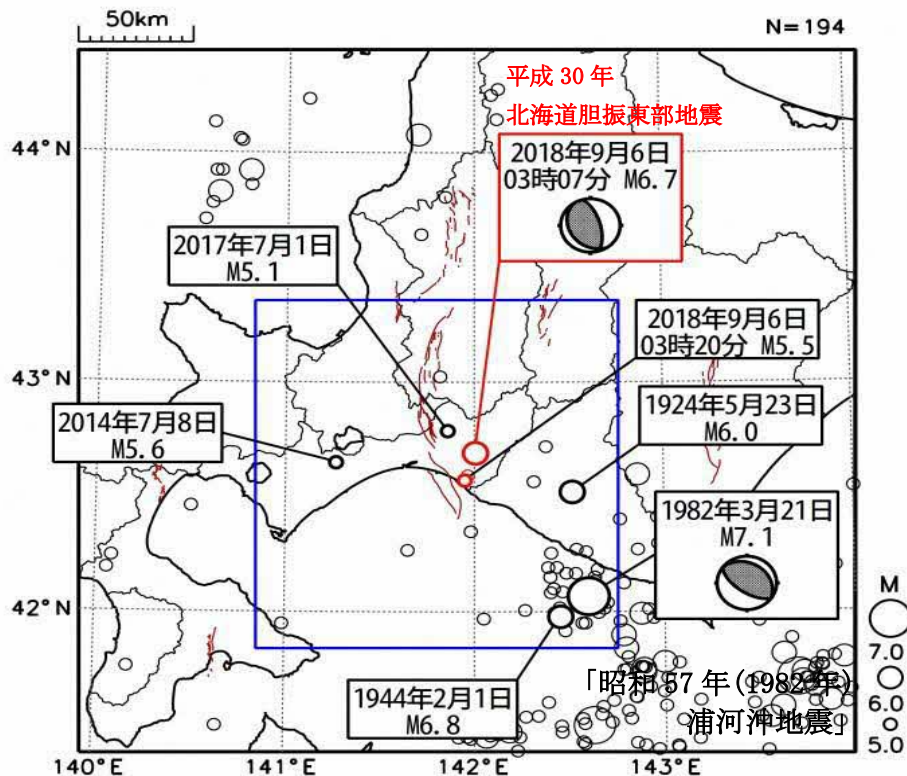 50km
N=194
平成 30 年
北海道胆振東部地震
44°N
2018年9月6日
03時07分 M6.7
2017年7月1日
M5.1
2018年9月6日
03時20分 M5.5
43°N
1924年5月23日
M6.0
2014年7月8日
M5.6
1982年3月21日
M7.1
42°N
M
7.0
6.0
5.0
「昭和 57 年(1982 年)
浦河沖地震」
1944年2月1日
M6.8
140°E
141°E
142°E
143°E